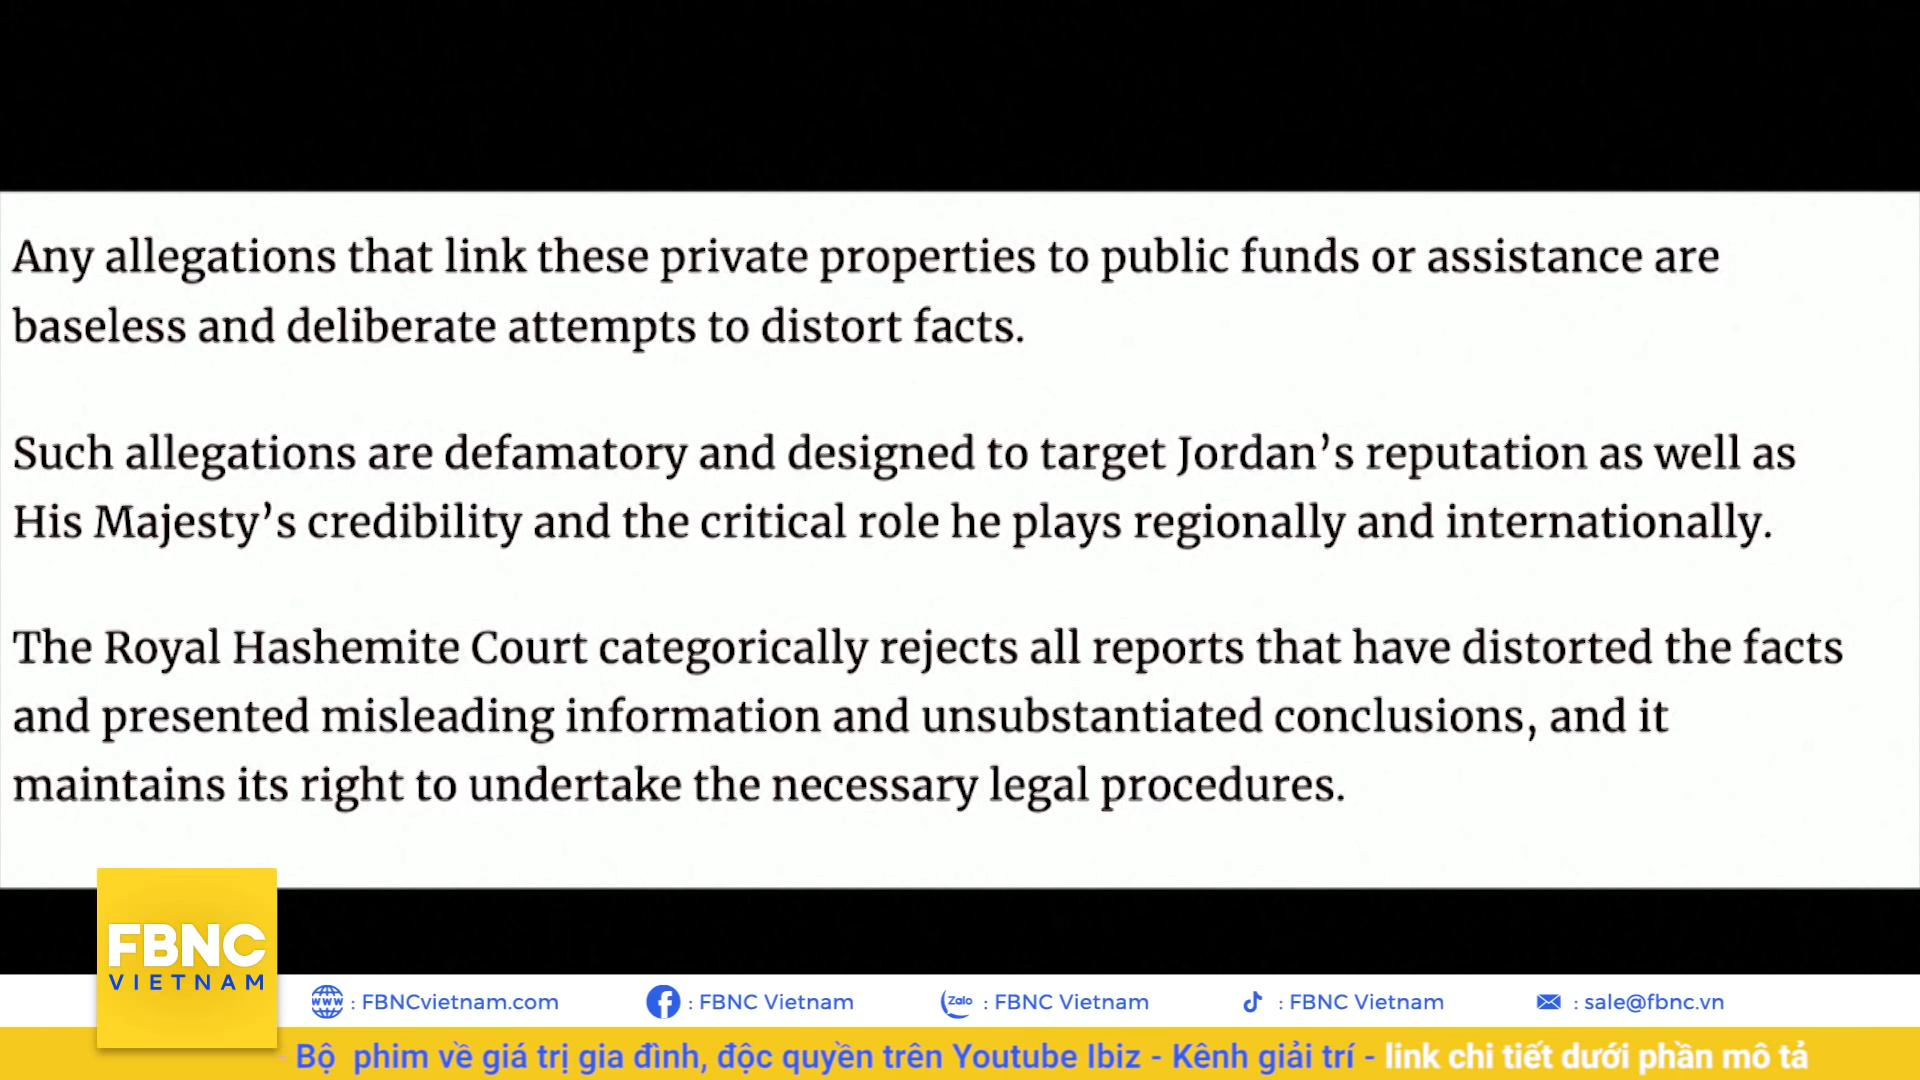 Any allegations that link these private properties to public funds or assistance are
baseless and deliberate attempts to distort facts.
Such allegations are defamatory and designed to target Jordan’s reputation as well as
His Majesty’s credibility and the critical role he plays regionally and internationally.
The Royal Hashemite Court categorically rejects all reports that have distorted the facts
and presented misleading information and unsubstantiated conclusions, and it
maintains its right to undertake the necessary legal procedures.
FBNC
VIETNAM
www : FBNCvietnam.com
f : FBNC Vietnam
Zalo : FBNC Vietnam
: FBNC Vietnam
: sale@fbnc.vn
- Bộ phim về giá trị gia đình, độc quyền trên Youtube Ibiz - Kênh giải trí - link chi tiết dưới phần mô tả